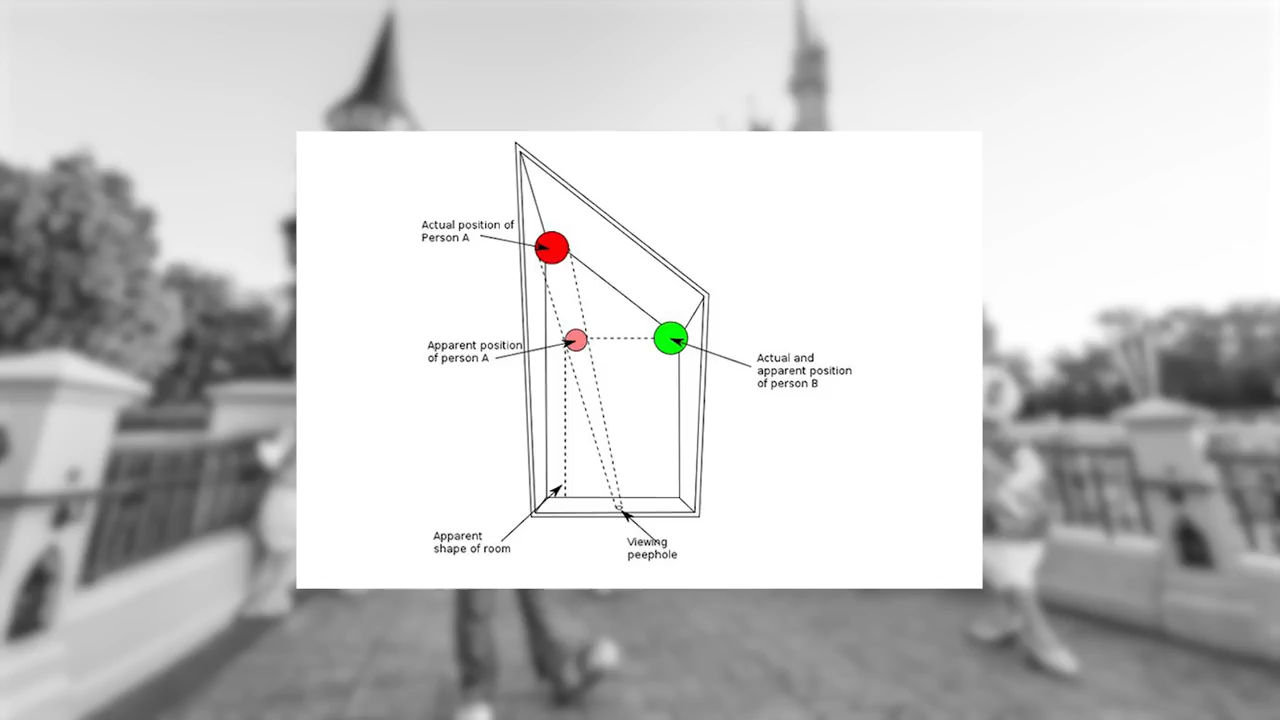 Actual position of
Person A
Apparent position
of person A
Actual and
apparent position
of person B
Apparent
shape of room
Viewing
peephole